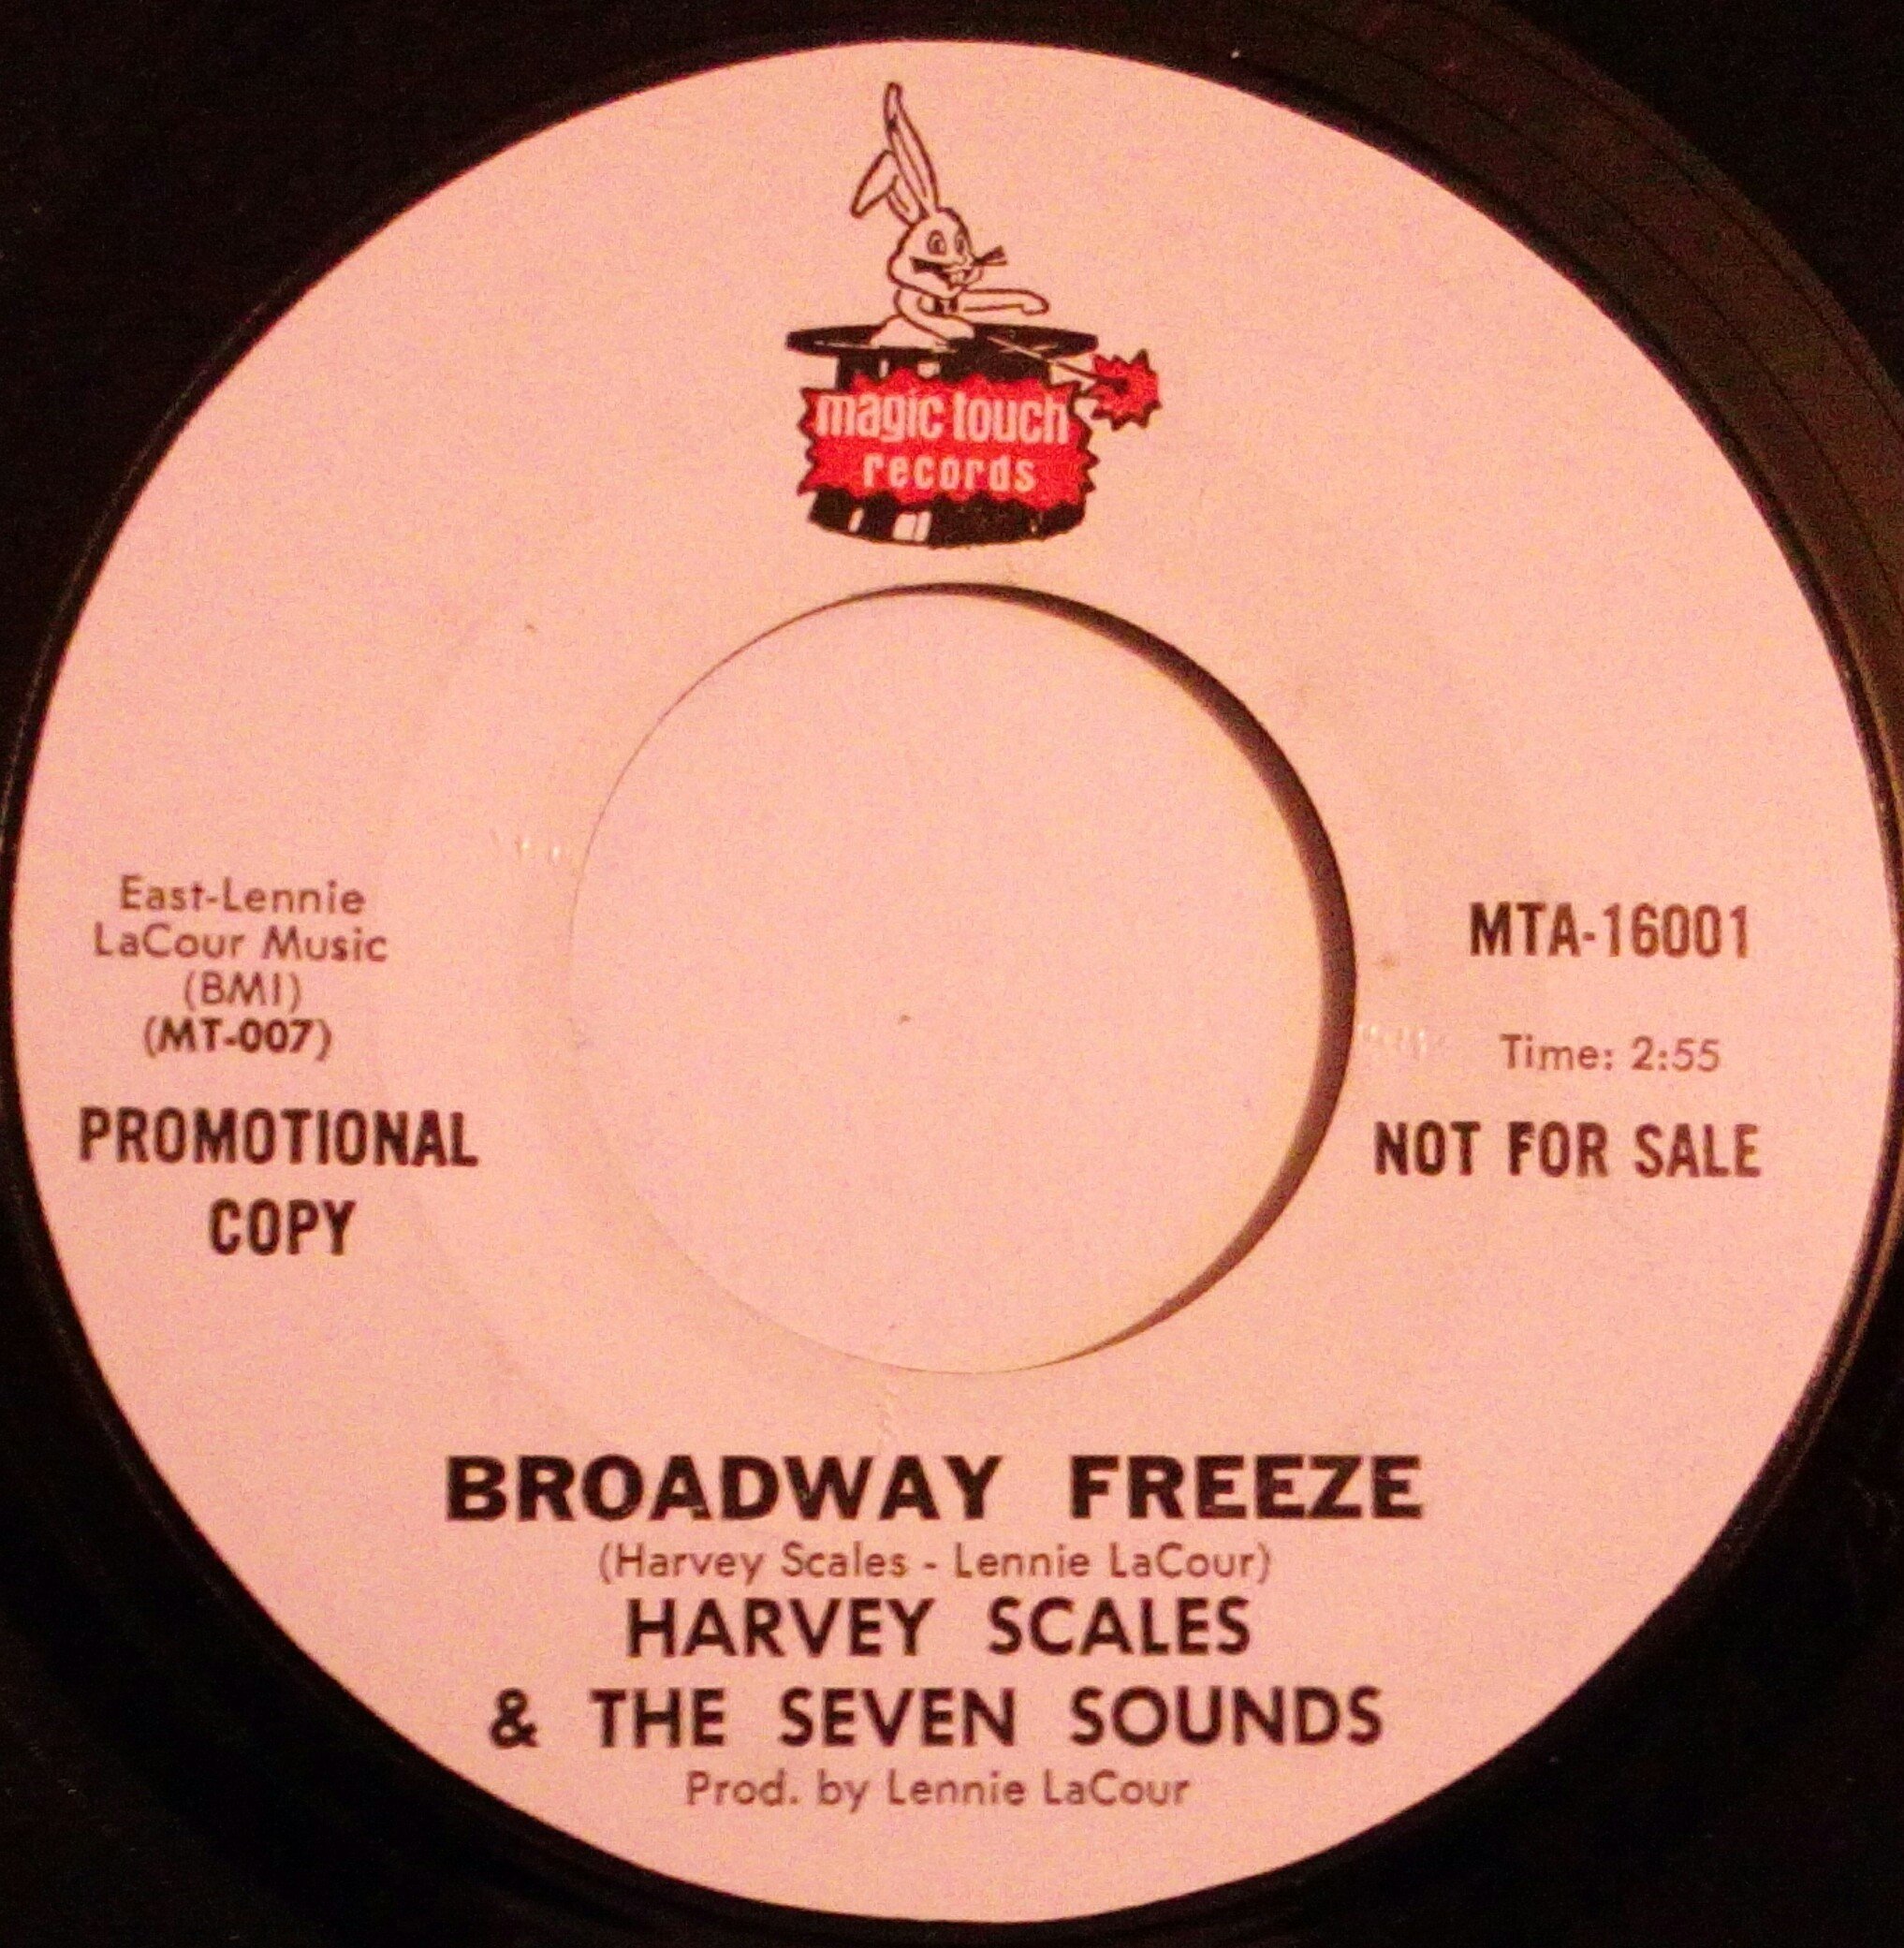 magic touch
records
East-Lennie
LaCour Music
(BMI)
(MT-007)
PROMOTIONAL
COPY
MTA-16001
Time: 2:55
NOT FOR SALE
BROADWAY FREEZE
(Harvey Scales - Lennie LaCour)
HARVEY SCALES
& THE SEVEN SOUNDS
Prod. by Lennie LaCour